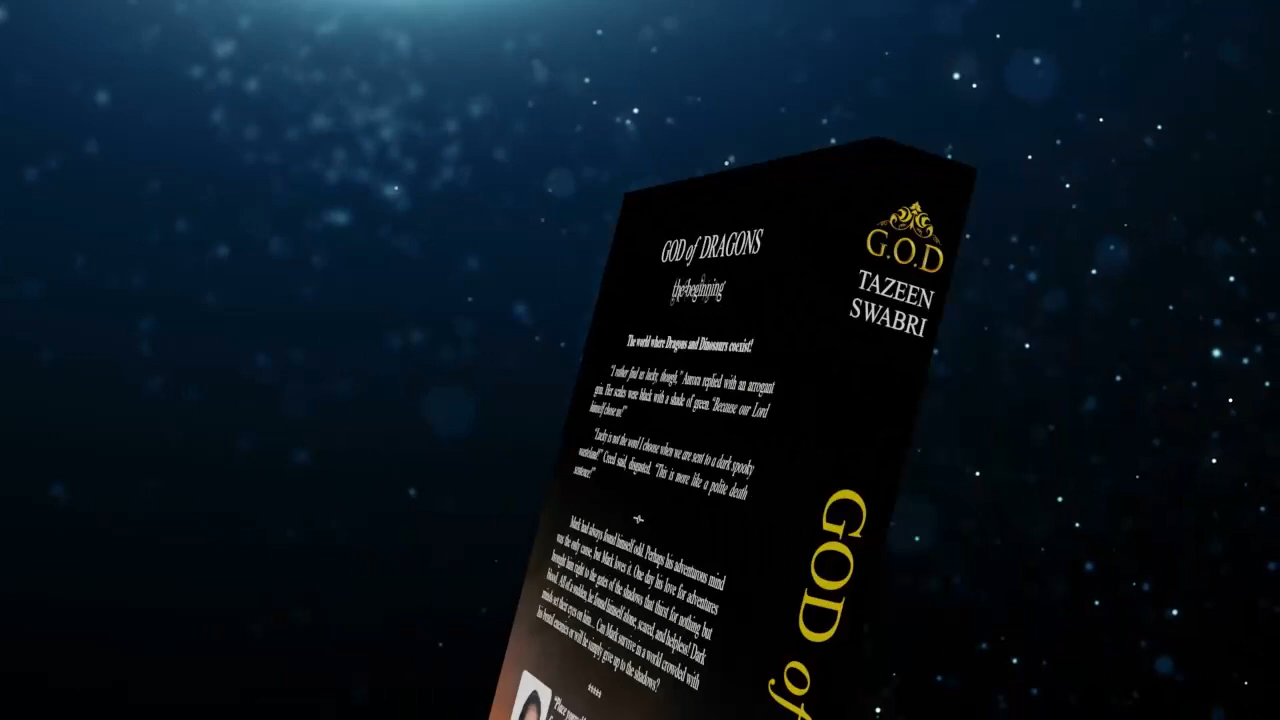 GOD of DRAGONS
the beginning
The world where Dragons and Dinosaurs coexist!
"I rather find us lucky, though," Auron replied with an arrogant
grin. Her scales were black with a shade of green. "Because our Lord
himself chose us!"
"Lucky is not the word I choose when we are sent to a dark spooky
wasteland!" Creed said, disgusted. "This is more like a polite death
sentence!"
Mark had always found himself odd. Perhaps his adventurous mind
was the only cause, but Mark loves it. One day his love for adventures
brought him right to the gates of the shadows that thirst for nothing but
blood. All of a sudden, he found himself alone, scared, and helpless! Dark
minds set their eyes on him... Can Mark survive in a world crowded with
his brutal enemies or will he simply give up to the shadows?
*****
"Place
G.O.D
TAZEEN
SWABRI
GOD of